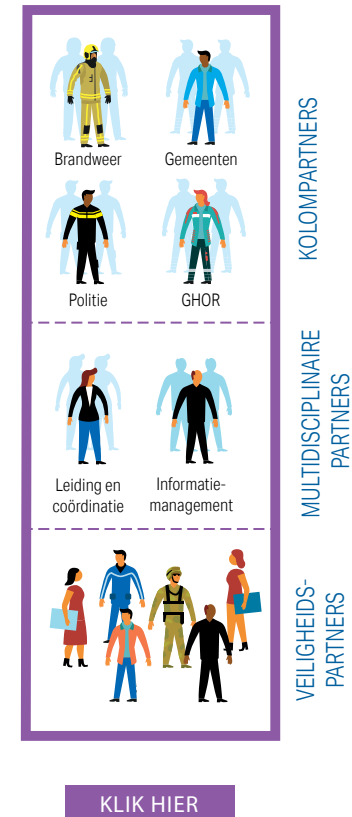 Brandweer
Gemeenten
Politie
GHOR
KOLOMPARTNERS
Leiding en
coördinatie
Informatie-
management
MULTIDISCIPLINAIRE
PARTNERS
VEILIGHEIDS-
PARTNERS
KLIK HIER